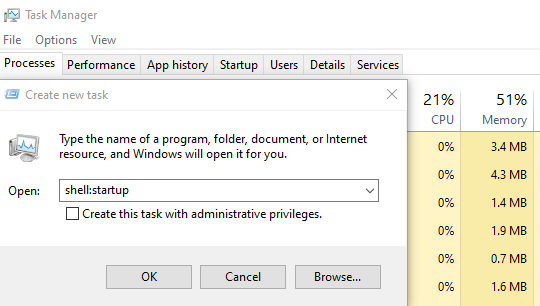 Task Manager
File Options View
Processes Performance App history Startup Users Details Services
Create new task
Type the name of a program, folder, document, or Internet
resource, and Windows will open it for you.
Open: shell:startup
Create this task with administrative privileges.
OK Cancel Browse...
21% 51%
CPU Memory
0% 3.4 MB
0% 4.3 MB
0% 1.4 MB
0% 1.9 MB
0% 0.7 MB
0% 1.6 MB